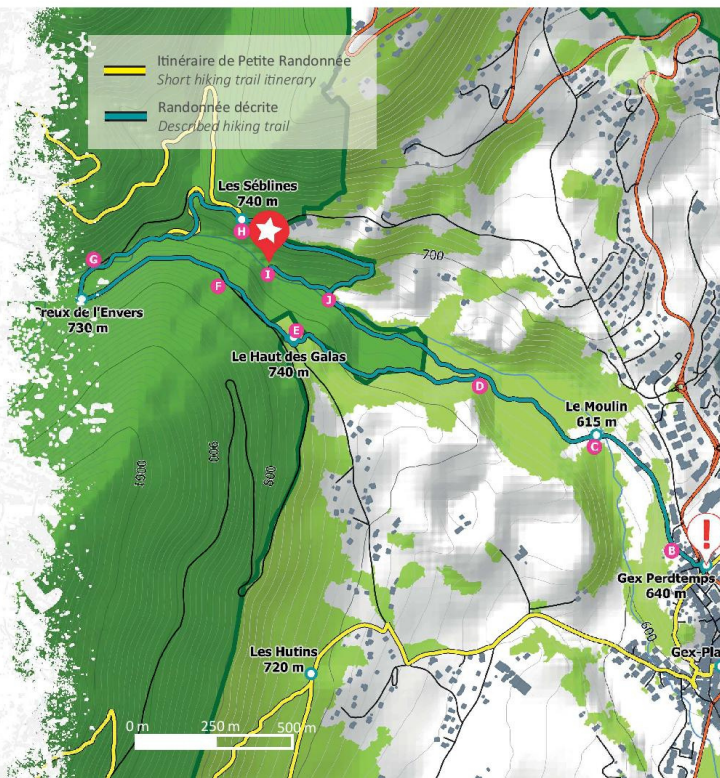 Itinéraire de Petite Randonnée
Short hiking trail itinerary
Randonnée décrite
Described hiking trail
Les Séblines
740 m
H
G
I
700
F
J
reux de l'Envers
730 m
E
Le Haut des Galas
740 m
D
Le Moulin
615 m
C
1000
900
800
!
B
Gex Perdtemps
640 m
600
Les Hutins
720 m
Gex-Pla
0 m 250 m 500 m